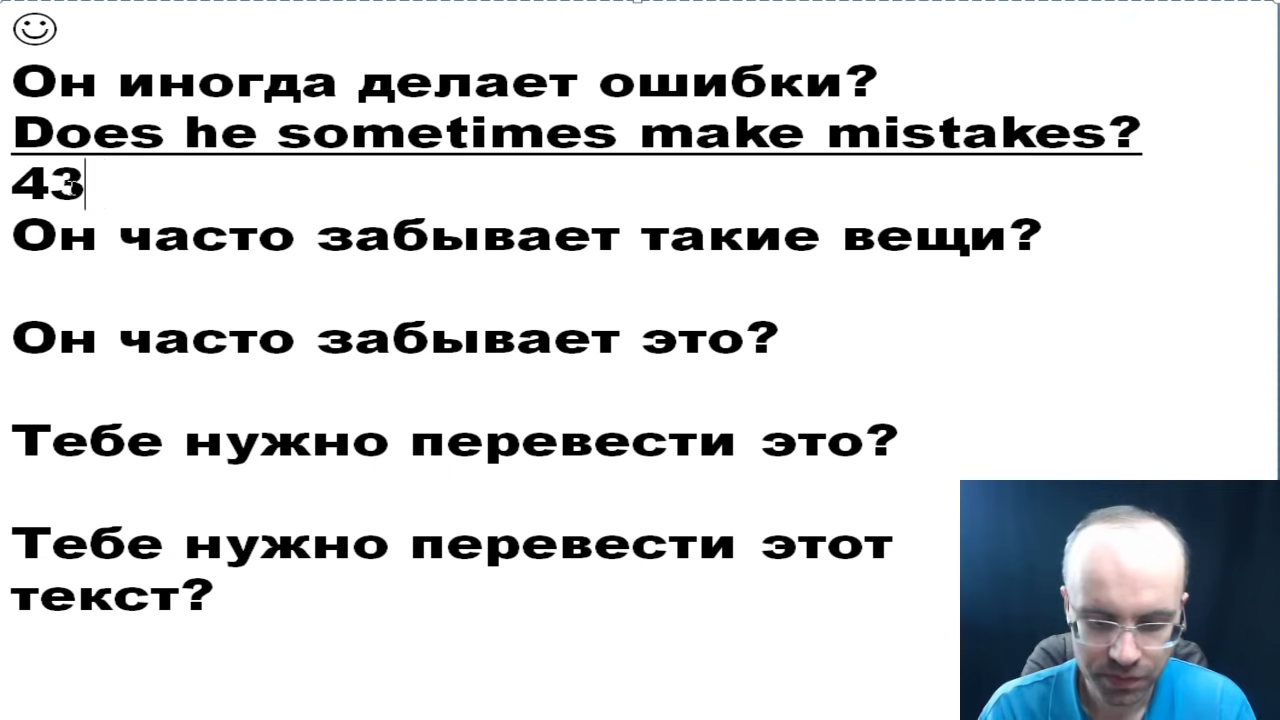 Он иногда делает ошибки?
Does he sometimes make mistakes?
43
Он часто забывает такие вещи?
Он часто забывает это?
Тебе нужно перевести это?
Тебе нужно перевести этот
текст?